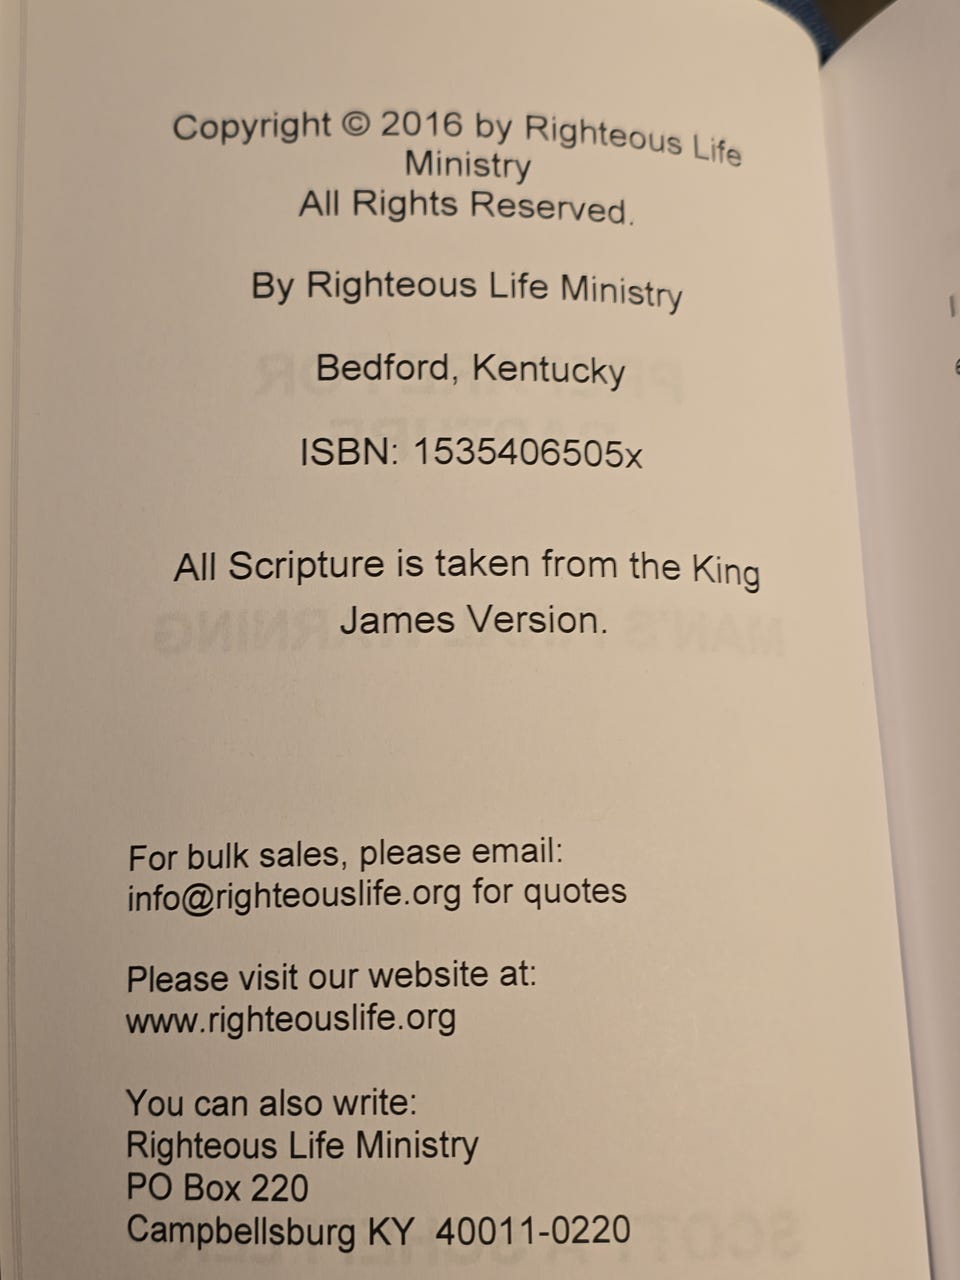 Copyright © 2016 by Righteous Life
Ministry
All Rights Reserved.
By Righteous Life Ministry
Bedford, Kentucky
ISBN: 1535406505x
All Scripture is taken from the King
James Version.
For bulk sales, please email:
info@righteouslife.org for quotes
Please visit our website at:
www.righteouslife.org
You can also write:
Righteous Life Ministry
PO Box 220
Campbellsburg KY  40011-0220